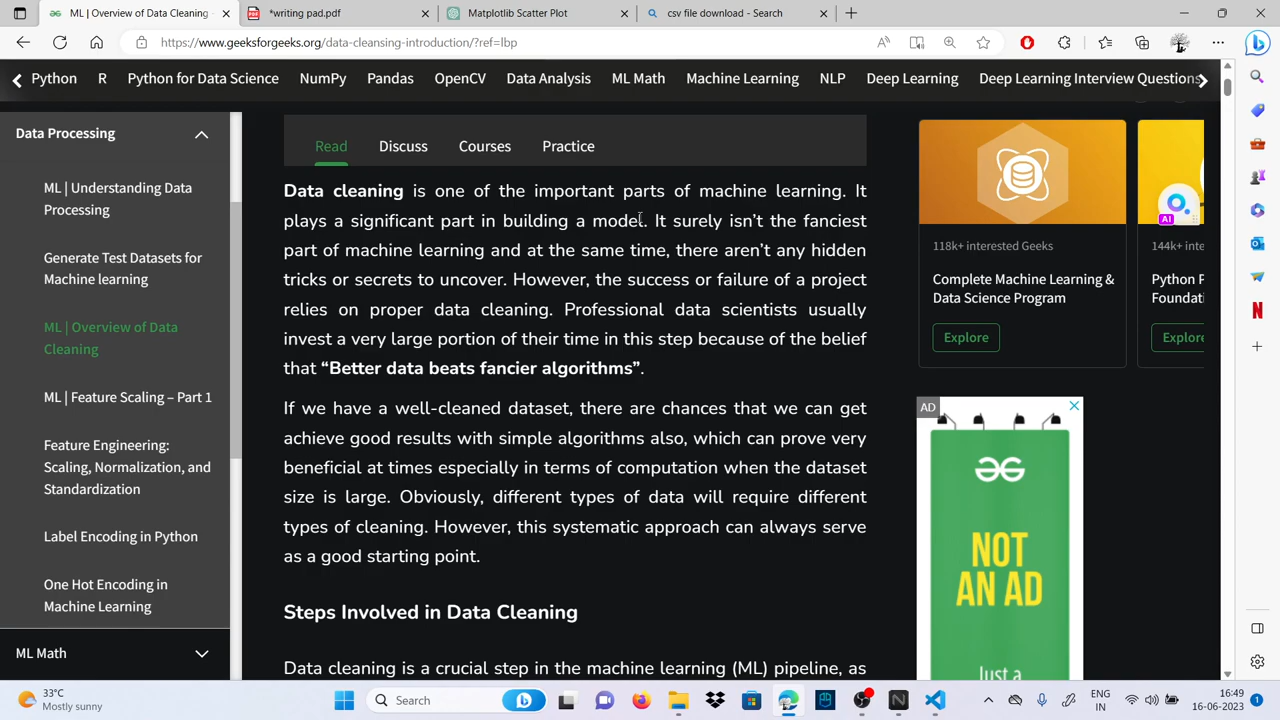 ML | Overview of Data Cleaning
*writing pad.pdf
Matplotlib Scatter Plot
csv file download - Search
https://www.geeksforgeeks.org/data-cleansing-introduction/?ref=lbp
Python
R
Python for Data Science
NumPy
Pandas
OpenCV
Data Analysis
ML Math
Machine Learning
NLP
Deep Learning
Deep Learning Interview Questions
Data Processing
ML | Understanding Data
Processing
Generate Test Datasets for
Machine learning
ML | Overview of Data
Cleaning
ML | Feature Scaling – Part 1
Feature Engineering:
Scaling, Normalization, and
Standardization
Label Encoding in Python
One Hot Encoding in
Machine Learning
ML Math
Read
Discuss
Courses
Practice
Data cleaning is one of the important parts of machine learning. It
plays a significant part in building a model. It surely isn’t the fanciest
part of machine learning and at the same time, there aren’t any hidden
tricks or secrets to uncover. However, the success or failure of a project
relies on proper data cleaning. Professional data scientists usually
invest a very large portion of their time in this step because of the belief
that “Better data beats fancier algorithms”.
If we have a well-cleaned dataset, there are chances that we can get
achieve good results with simple algorithms also, which can prove very
beneficial at times especially in terms of computation when the dataset
size is large. Obviously, different types of data will require different
types of cleaning. However, this systematic approach can always serve
as a good starting point.
Steps Involved in Data Cleaning
Data cleaning is a crucial step in the machine learning (ML) pipeline, as
118k+ interested Geeks
Complete Machine Learning &
Data Science Program
Explore
AI
144k+ inte
Python P
Founda
Explore
AD
NOT
AN AD
Just a
33°C
Mostly sunny
Search
ENG
IN
16:49
16-06-2023
1